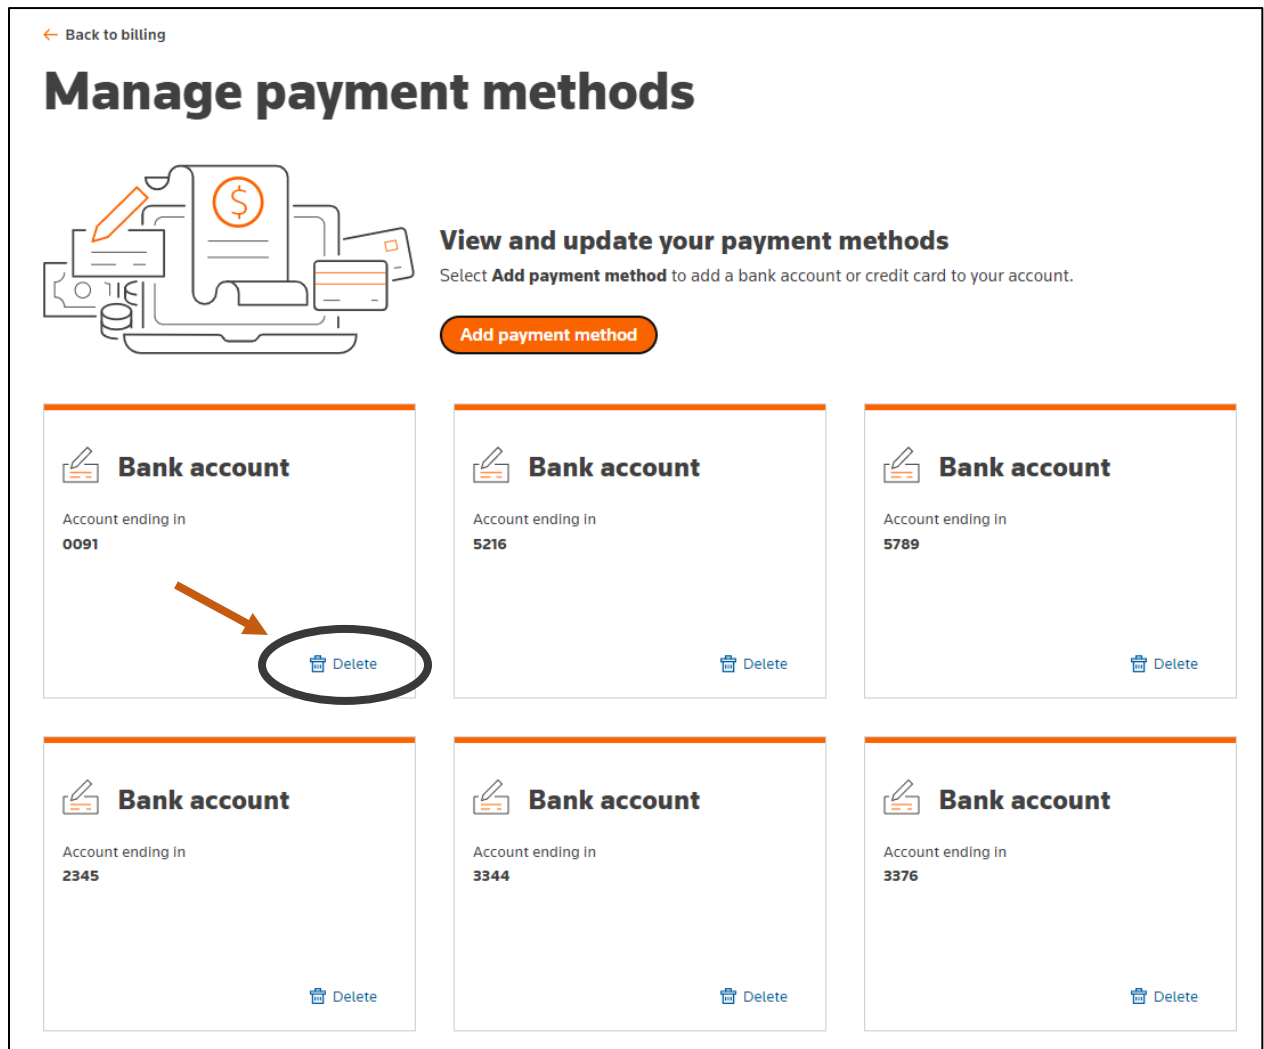 ← Back to billing
Manage payment methods
$
View and update your payment methods
Select Add payment method to add a bank account or credit card to your account.
Add payment method
Bank account
Account ending in
0091
Delete
Bank account
Account ending in
5216
Delete
Bank account
Account ending in
5789
Delete
Bank account
Account ending in
2345
Delete
Bank account
Account ending in
3344
Delete
Bank account
Account ending in
3376
Delete